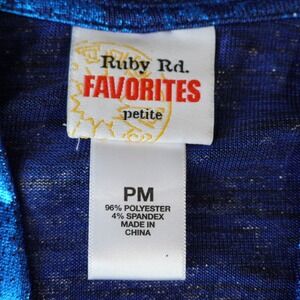 Ruby Rd.
FAVORITES
petite
PM
96% POLYESTER
4% SPANDEX
MADE IN
CHINA